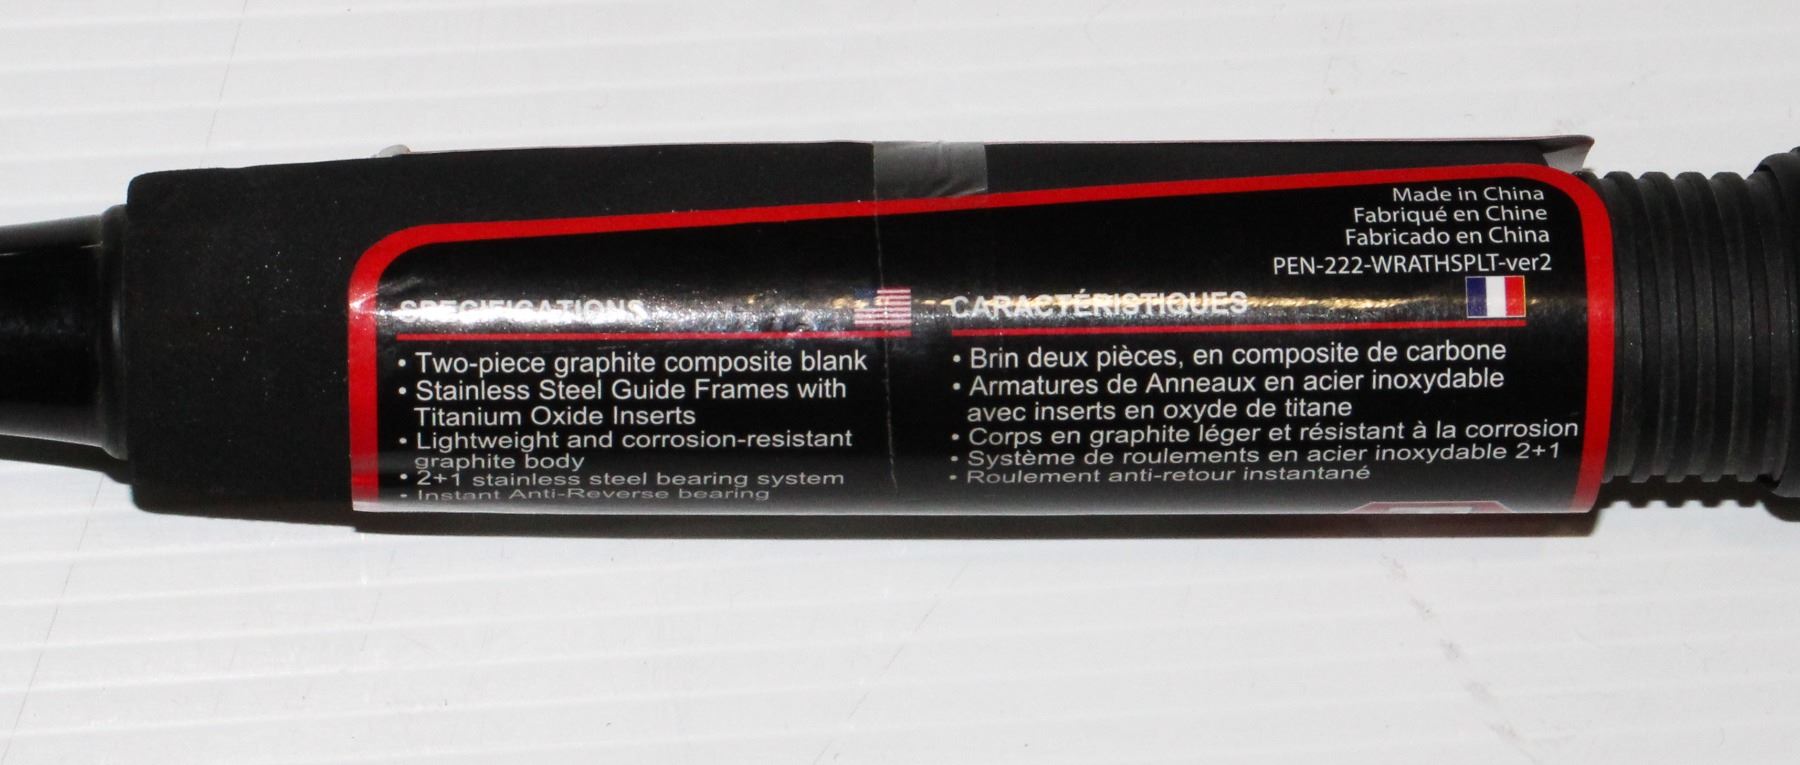 Made in China
Fabriqué en Chine
Fabricado en China
PEN-222-WRATHSPLT-ver2
SPECIFICATIONS
• Two-piece graphite composite blank
• Stainless Steel Guide Frames with
Titanium Oxide Inserts
• Lightweight and corrosion-resistant
graphite body
• 2+1 stainless steel bearing system
• Instant Anti-Reverse bearing
CARACTÉRISTIQUES
• Brin deux pièces, en composite de carbone
• Armatures de Anneaux en acier inoxydable
avec inserts en oxyde de titane
• Corps en graphite léger et résistant à la corrosion
• Système de roulements en acier inoxydable 2+1
• Roulement anti-retour instantané